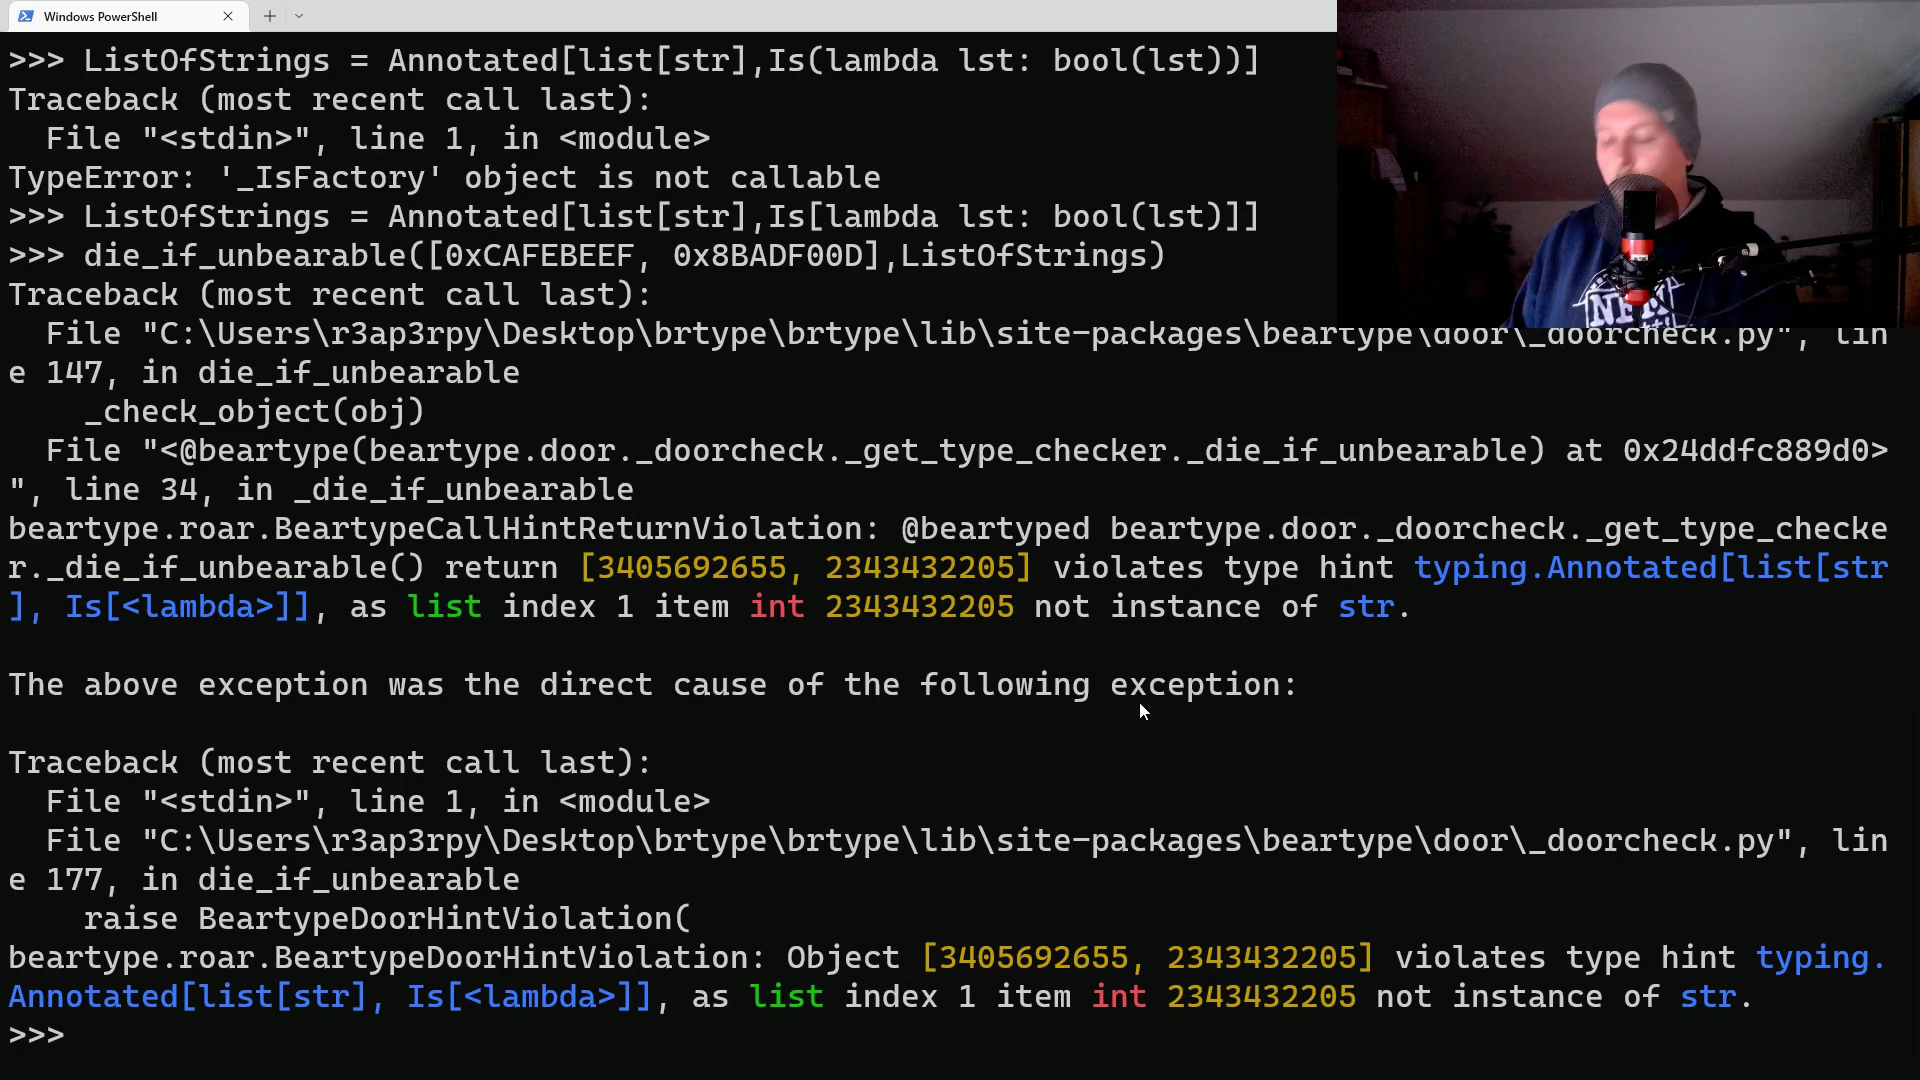 Windows PowerShell
>>> ListOfStrings = Annotated[list[str],Is(lambda lst: bool(lst))]
Traceback (most recent call last):
  File "<stdin>", line 1, in <module>
TypeError: '_IsFactory' object is not callable
>>> ListOfStrings = Annotated[list[str],Is[lambda lst: bool(lst)]]
>>> die_if_unbearable([0xCAFEBEEF, 0x8BADF00D],ListOfStrings)
Traceback (most recent call last):
  File "C:\Users\r3ap3rpy\Desktop\brtype\brtype\lib\site-packages\beartype\door\_doorcheck.py", lin
e 147, in die_if_unbearable
    _check_object(obj)
  File "<@beartype(beartype.door._doorcheck._get_type_checker._die_if_unbearable) at 0x24ddfc889d0>
", line 34, in _die_if_unbearable
beartype.roar.BeartypeCallHintReturnViolation: @beartyped beartype.door._doorcheck._get_type_checke
r._die_if_unbearable() return [3405692655, 2343432205] violates type hint typing.Annotated[list[str
], Is[<lambda>]], as list index 1 item int 2343432205 not instance of str.
The above exception was the direct cause of the following exception:
Traceback (most recent call last):
  File "<stdin>", line 1, in <module>
  File "C:\Users\r3ap3rpy\Desktop\brtype\brtype\lib\site-packages\beartype\door\_doorcheck.py", lin
e 177, in die_if_unbearable
    raise BeartypeDoorHintViolation(
beartype.roar.BeartypeDoorHintViolation: Object [3405692655, 2343432205] violates type hint typing.
Annotated[list[str], Is[<lambda>]], as list index 1 item int 2343432205 not instance of str.
>>>